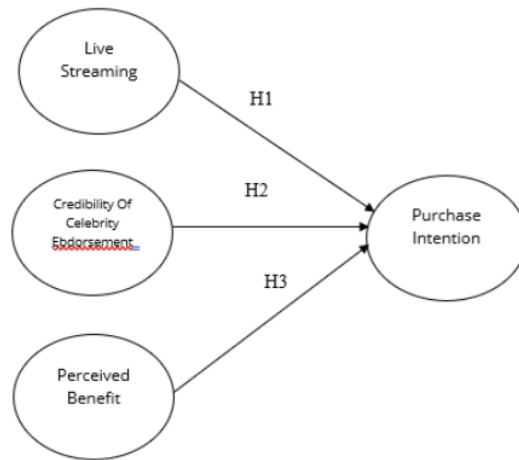 Live
Streaming
H1
Credibility Of
Celebrity
Ebdorsement
H2
Purchase
Intention
H3
Perceived
Benefit